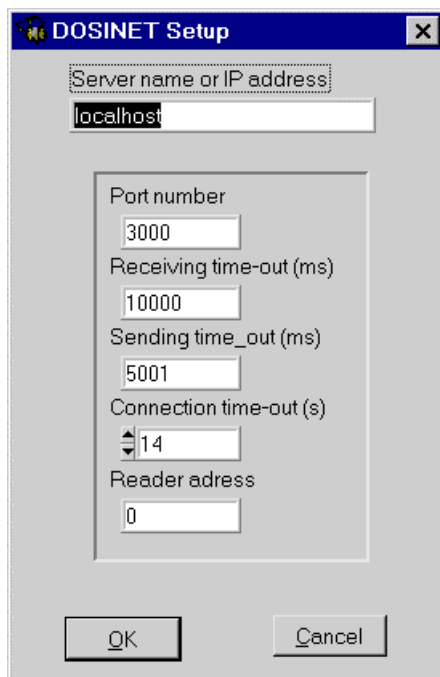 DOSINET Setup
Server name or IP address
localhost
Port number
3000
Receiving time-out (ms)
10000
Sending time_out (ms)
5001
Connection time-out (s)
14
Reader adress
0
OK
Cancel